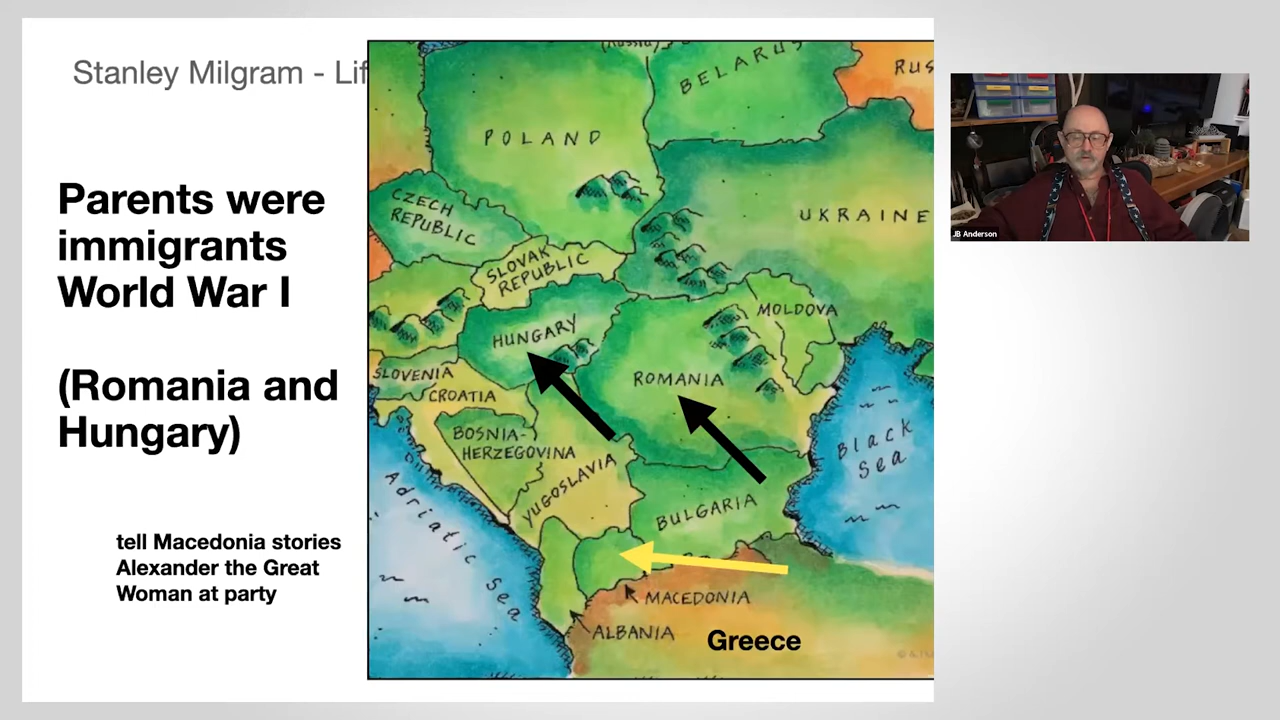 Stanley Milgram - Lif
Parents were
immigrants
World War I
(Romania and
Hungary)
tell Macedonia stories
Alexander the Great
Woman at party
(Russia)
BELARUS
RUS
POLAND
UKRAINE
CZECH
REPUBLIC
SLOVAK
REPUBLIC
MOLDOVA
HUNGARY
ROMANIA
SLOVENIA
CROATIA
BOSNIA-
HERZEGOVINA
YUGOSLAVIA
BULGARIA
Black
Sea
Adriatic Sea
MACEDONIA
ALBANIA
Greece
JB Anderson